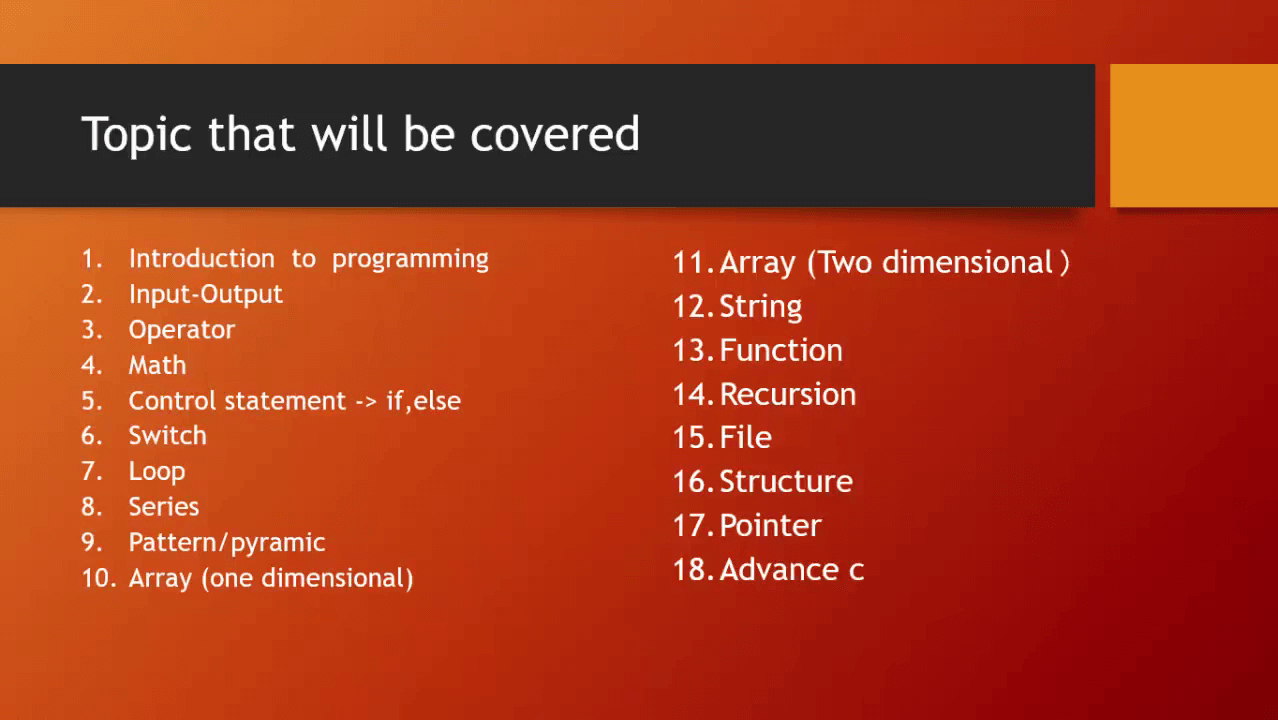 Topic that will be covered
1. Introduction to programming
2. Input-Output
3. Operator
4. Math
5. Control statement -> if,else
6. Switch
7. Loop
8. Series
9. Pattern/pyramic
10. Array (one dimensional)
11. Array (Two dimensional)
12. String
13. Function
14. Recursion
15. File
16. Structure
17. Pointer
18. Advance c